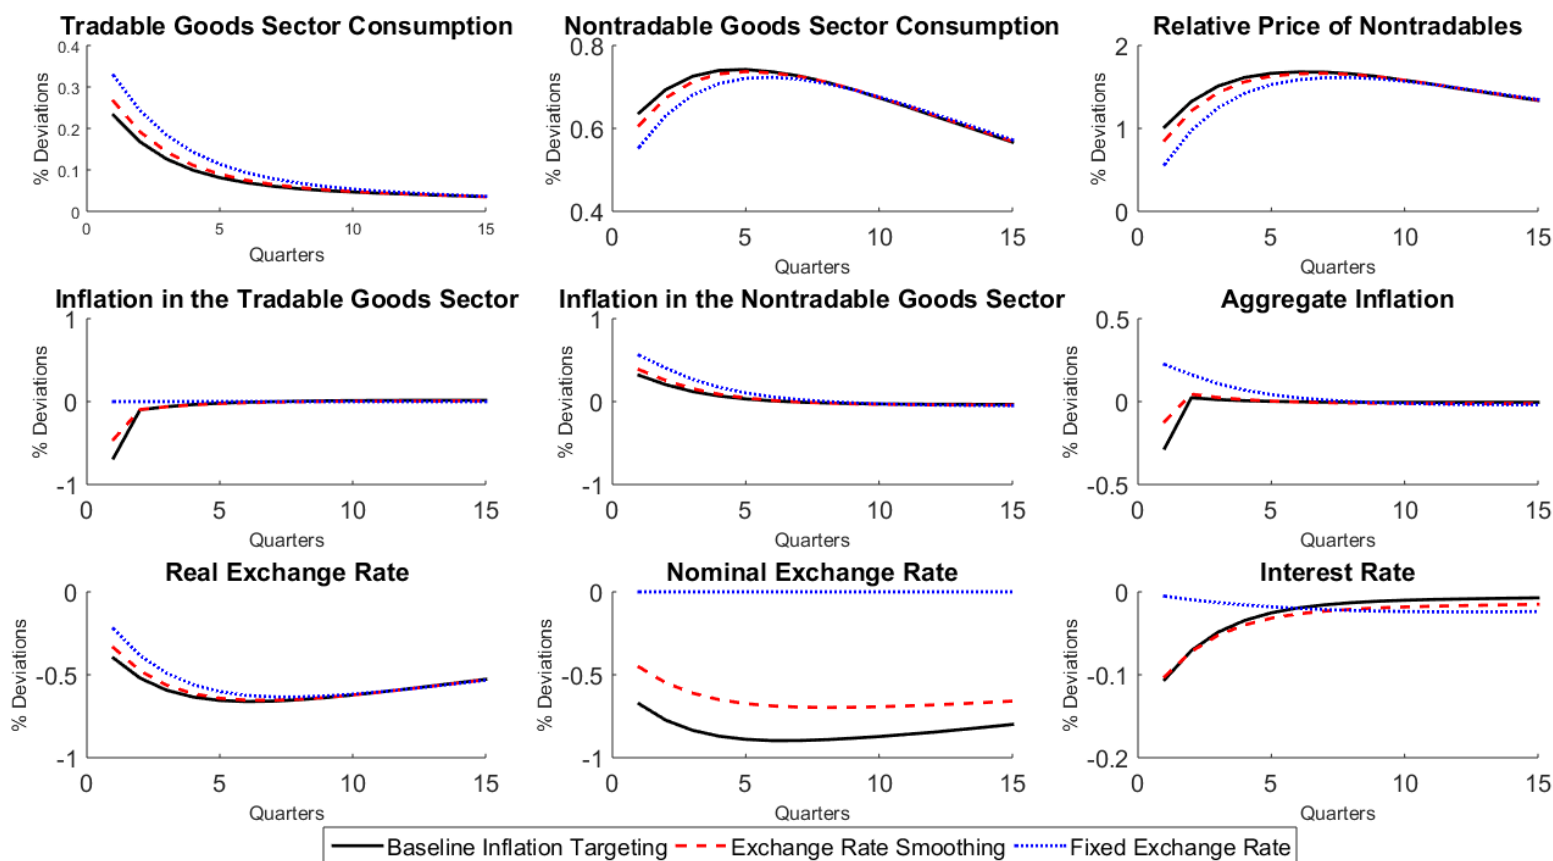 Tradable Goods Sector Consumption
0.4
0.3
0.2
0.1
0
% Deviations
0
5
10
15
Quarters
Nontradable Goods Sector Consumption
0.8
0.6
0.4
% Deviations
0
5
10
15
Quarters
Relative Price of Nontradables
2
1
0
% Deviations
0
5
10
15
Quarters
Inflation in the Tradable Goods Sector
1
0
-1
% Deviations
0
5
10
15
Quarters
Inflation in the Nontradable Goods Sector
1
0
-1
% Deviations
0
5
10
15
Quarters
Aggregate Inflation
0.5
0
-0.5
% Deviations
0
5
10
15
Quarters
Real Exchange Rate
0
-0.5
-1
% Deviations
0
5
10
15
Quarters
Nominal Exchange Rate
0
-0.5
-1
% Deviations
0
5
10
15
Quarters
Interest Rate
0
-0.1
-0.2
% Deviations
0
5
10
15
Quarters
Baseline Inflation Targeting
Exchange Rate Smoothing
Fixed Exchange Rate